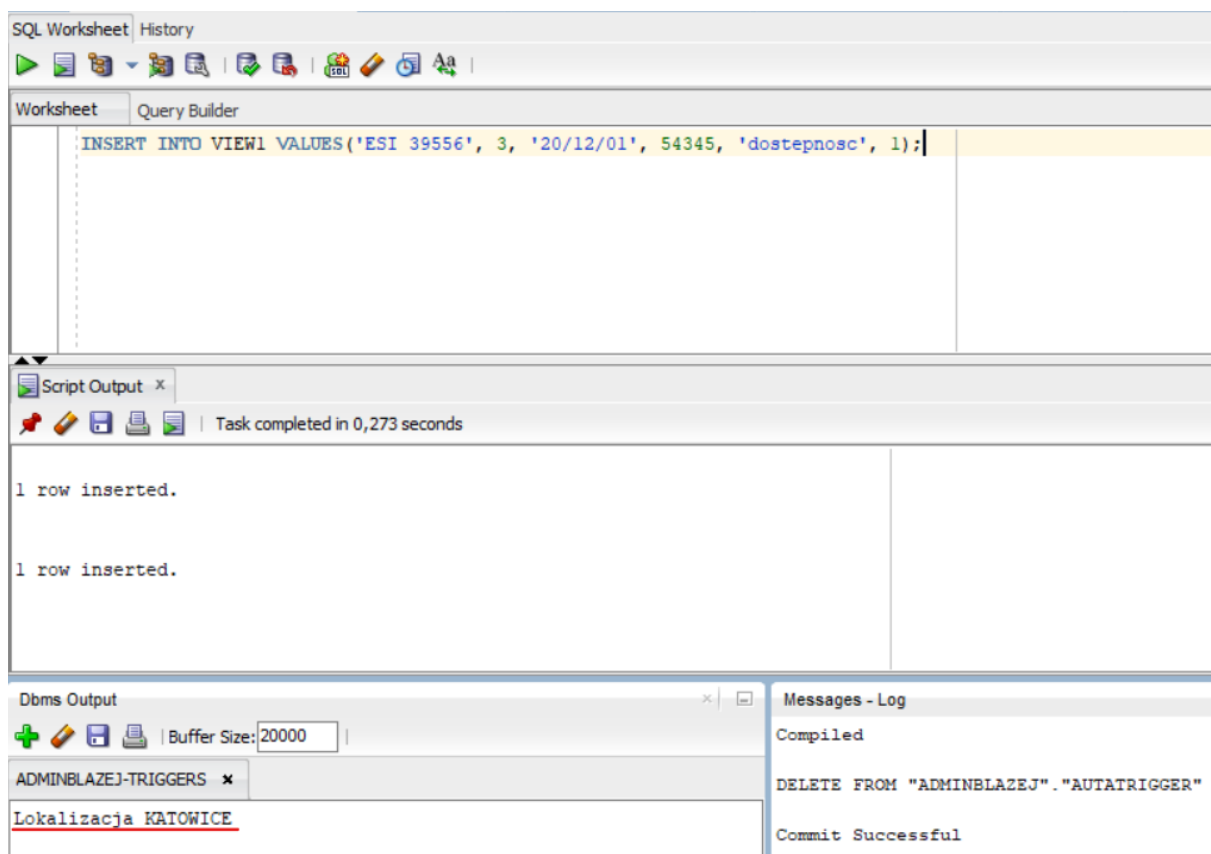 SQL Worksheet History
Worksheet Query Builder
INSERT INTO VIEW1 VALUES('ESI 39556', 3, '20/12/01', 54345, 'dostepnosc', 1);
Script Output x
Task completed in 0,273 seconds
1 row inserted.
1 row inserted.
Dbms Output
Buffer Size: 20000
ADMINBLAZEJ-TRIGGERS x
Lokalizacja KATOWICE
Messages - Log
Compiled
DELETE FROM "ADMINBLAZEJ"."AUTATRIGGER"
Commit Successful